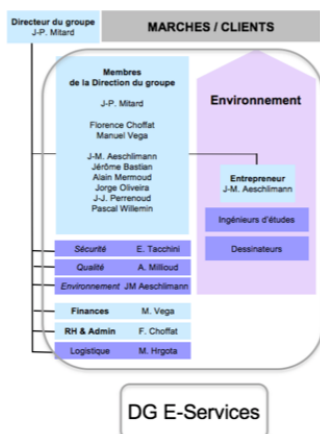 Directeur du groupe
J-P. Mitard
MARCHES / CLIENTS
Membres
de la Direction du groupe
J-P. Mitard
Florence Choffat
Manuel Vega
J-M. Aeschlimann
Jérôme Bastian
Alain Mermoud
Jorge Oliveira
J-J. Perrenoud
Pascal Willemin
Environnement
Entrepreneur
J-M. Aeschlimann
Ingénieurs d'études
Dessinateurs
Sécurité E. Tacchini
Qualité A. Millioud
Environnement JM Aeschlimann
Finances M. Vega
RH & Admin F. Choffat
Logistique M. Hrgota
DG E-Services